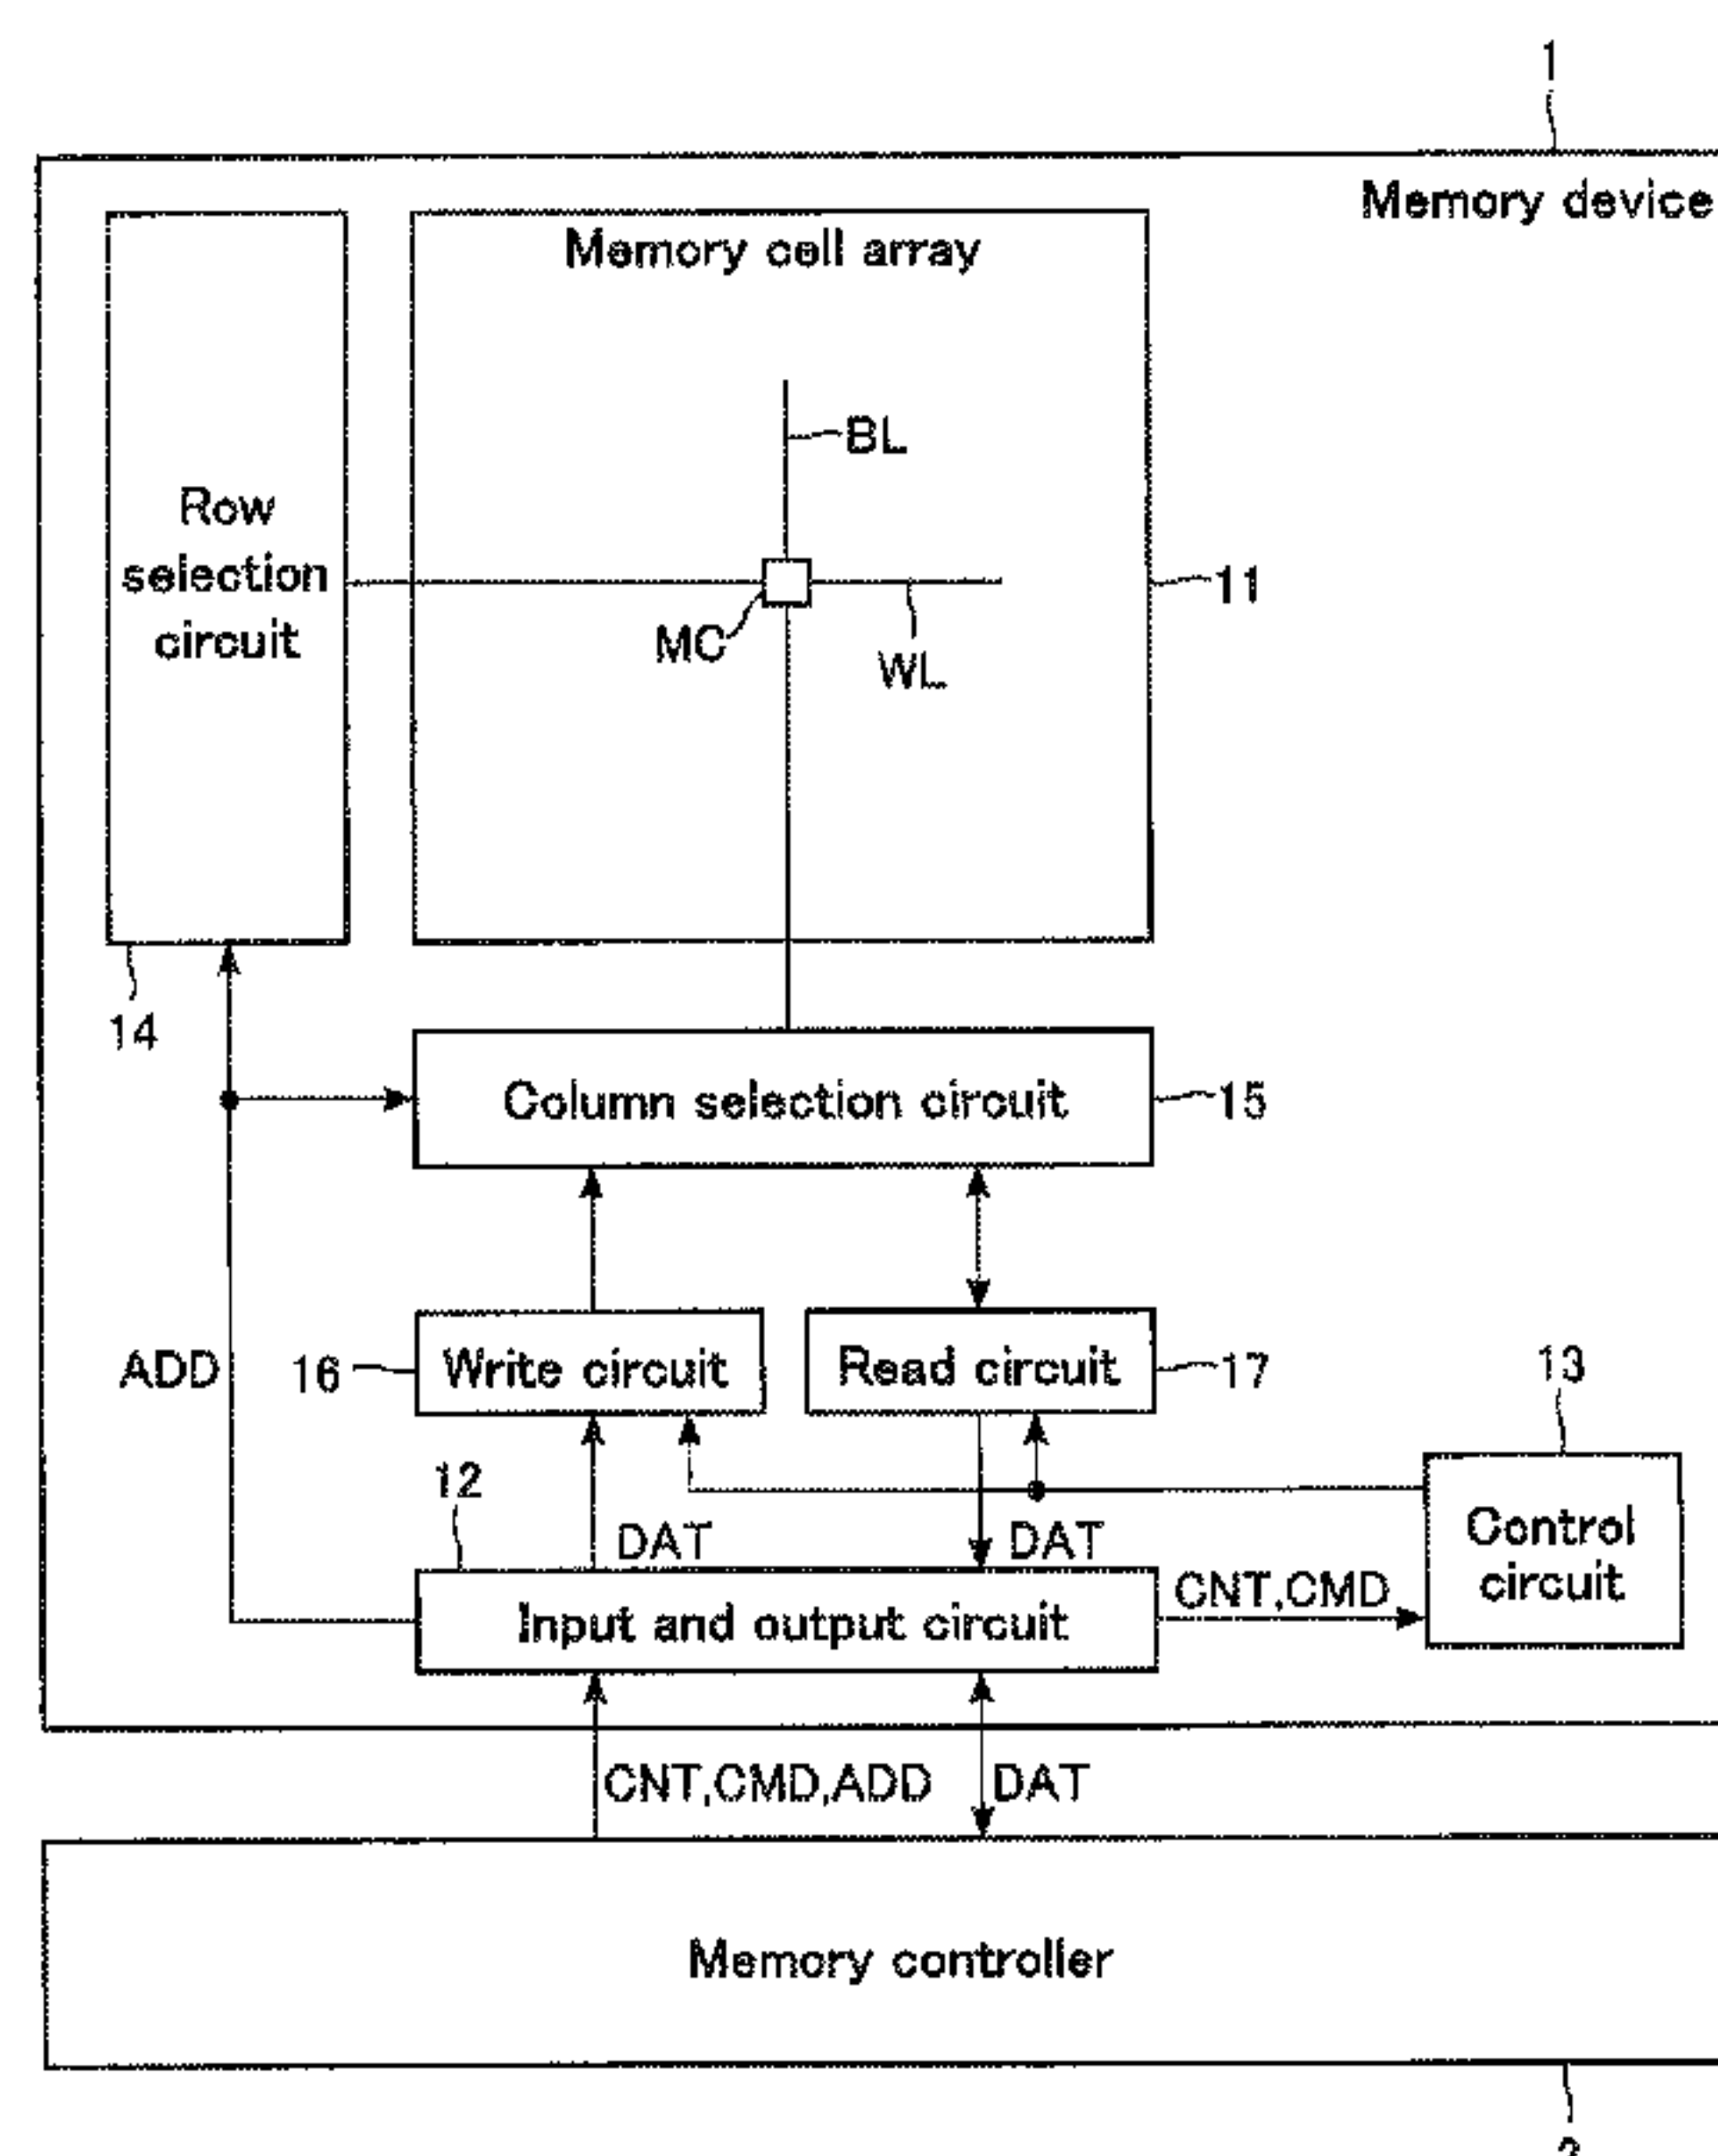 1
Memory device
Memory cell array
BL
Row
selection
circuit
11
MC
WL
14
Column selection circuit
15
ADD
16
Write circuit
Read circuit
17
13
12
DAT
DAT
Control
circuit
CNT,CMD
Input and output circuit
CNT,CMD,ADD
DAT
Memory controller